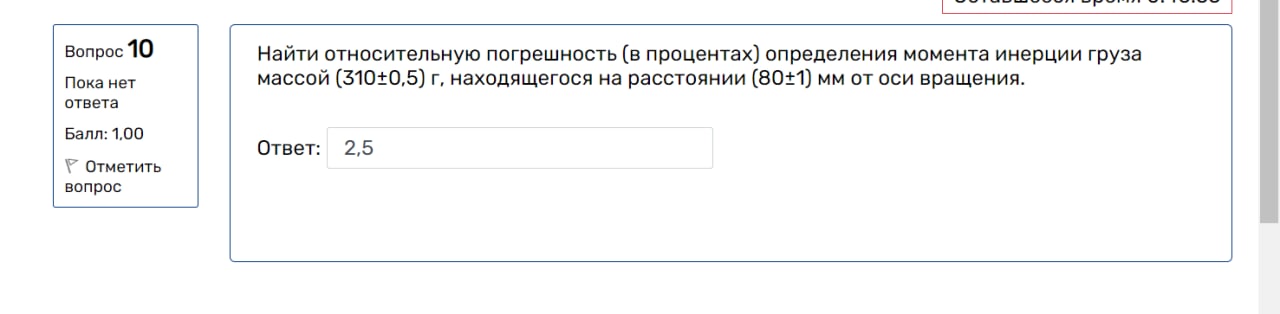 Вопрос 10
Пока нет
ответа
Балл: 1,00
Отметить
вопрос
Найти относительную погрешность (в процентах) определения момента инерции груза
массой (310±0,5) г, находящегося на расстоянии (80±1) мм от оси вращения.
Ответ: 2,5